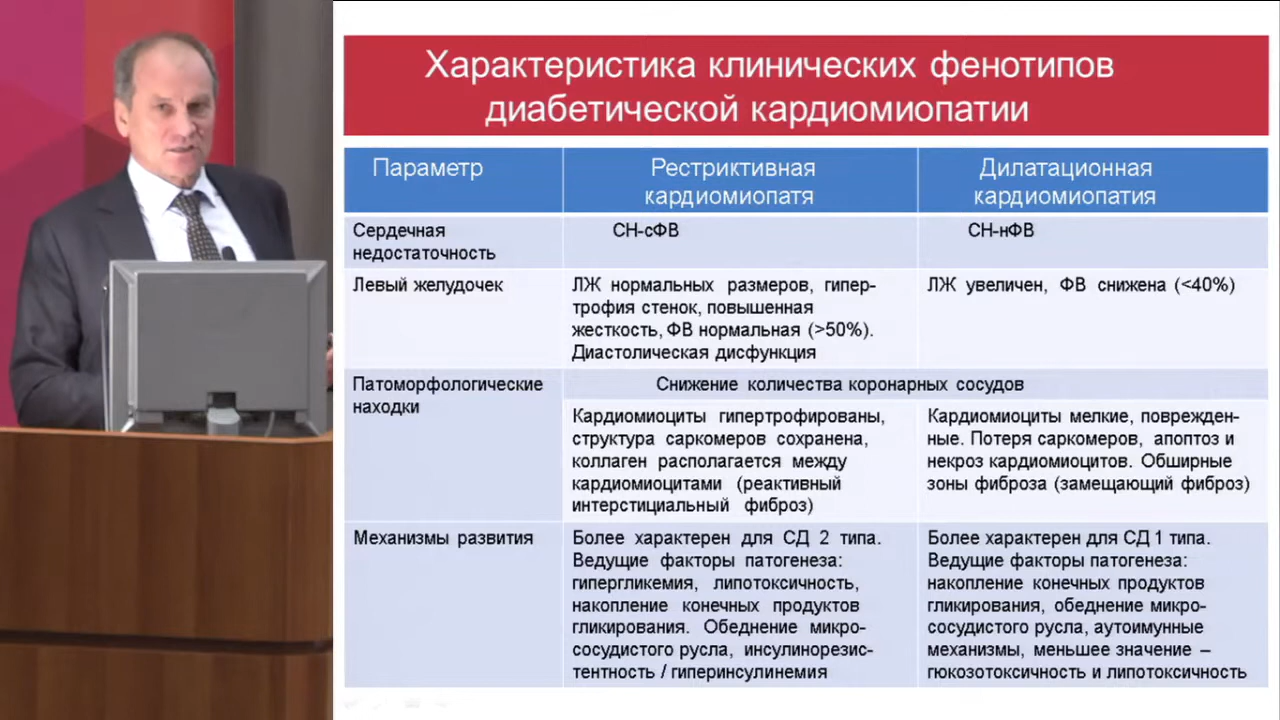 Характеристика клинических фенотипов
диабетической кардиомиопатии
Параметр
Рестриктивная
кардиомиопатя
Дилатационная
кардиомиопатия
Сердечная
недостаточность
СН-сФВ
СН-нФВ
Левый желудочек
ЛЖ нормальных размеров, гипер-
трофия стенок, повышенная
жесткость, ФВ нормальная (>50%).
Диастолическая дисфункция
ЛЖ увеличен, ФВ снижена (<40%)
Патоморфологические
находки
Снижение количества коронарных сосудов
Кардиомиоциты гипертрофированы,
структура саркомеров сохранена,
коллаген располагается между
кардиомиоцитами (реактивный
интерстициальный фиброз)
Кардиомиоциты мелкие, поврежден-
ные. Потеря саркомеров, апоптоз и
некроз кардиомиоцитов. Обширные
зоны фиброза (замещающий фиброз)
Механизмы развития
Более характерен для СД 2 типа.
Ведущие факторы патогенеза:
гипергликемия, липотоксичность,
накопление конечных продуктов
гликирования. Обеднение микро-
сосудистого русла, инсулинорезис-
тентность / гиперинсулинемия
Более характерен для СД 1 типа.
Ведущие факторы патогенеза:
накопление конечных продуктов
гликирования, обеднение микро-
сосудистого русла, аутоимунные
механизмы, меньшее значение –
гюкозотоксичность и липотоксичность